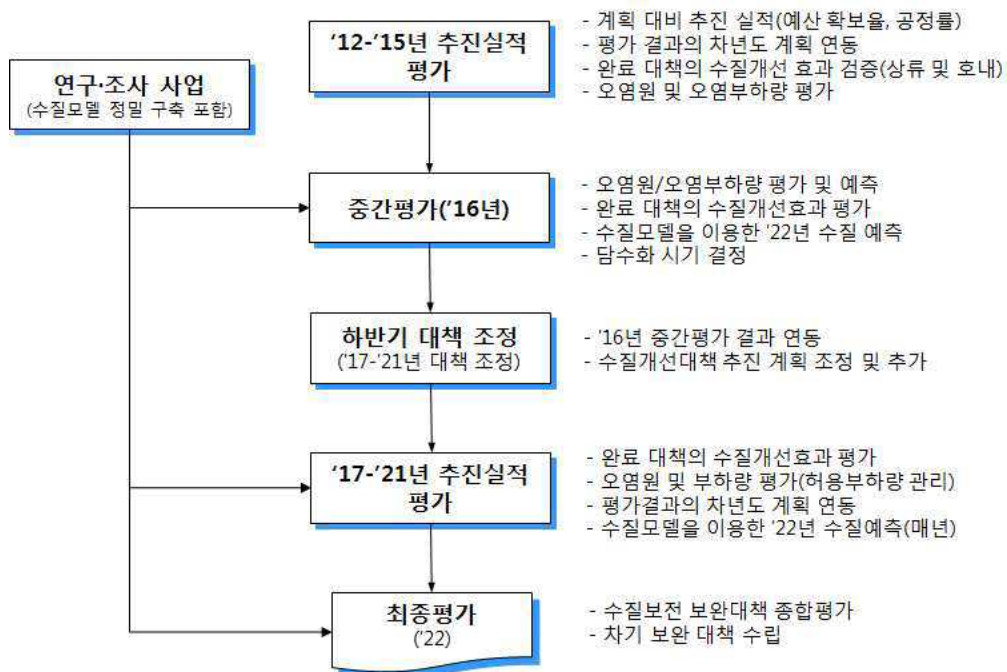 '12-'15년 추진실적
평가
- 계획 대비 추진 실적(예산 확보율, 공정률)
- 평가 결과의 차년도 계획 연동
- 완료 대책의 수질개선 효과 검증(상류 및 호내)
- 오염원 및 오염부하량 평가
연구·조사 사업
(수질모델 정밀 구축 포함)
중간평가('16년)
- 오염원/오염부하량 평가 및 예측
- 완료 대책의 수질개선효과 평가
- 수질모델을 이용한 '22년 수질 예측
- 담수화 시기 결정
하반기 대책 조정
('17-'21년 대책 조정)
- '16년 중간평가 결과 연동
- 수질개선대책 추진 계획 조정 및 추가
'17-'21년 추진실적
평가
- 완료 대책의 수질개선효과 평가
- 오염원 및 부하량 평가(허용부하량 관리)
- 평가결과의 차년도 계획 연동
- 수질모델을 이용한 '22년 수질예측(매년)
최종평가
('22)
- 수질보전 보완대책 종합평가
- 차기 보완 대책 수립